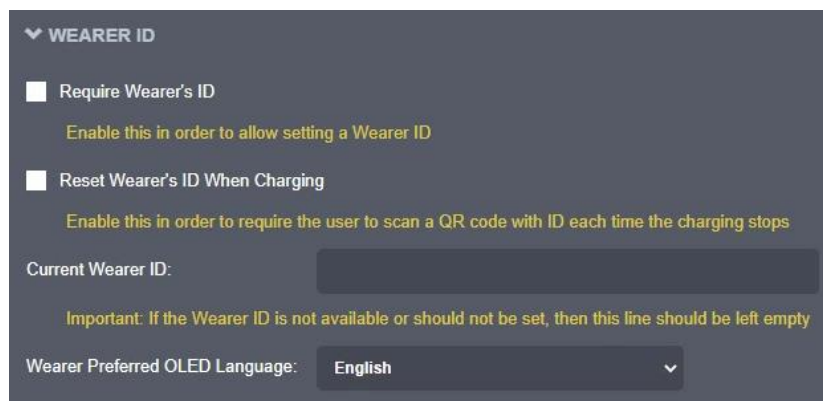 WEARER ID
Require Wearer's ID
Enable this in order to allow setting a Wearer ID
Reset Wearer's ID When Charging
Enable this in order to require the user to scan a QR code with ID each time the charging stops
Current Wearer ID:
Important: If the Wearer ID is not available or should not be set, then this line should be left empty
Wearer Preferred OLED Language: English